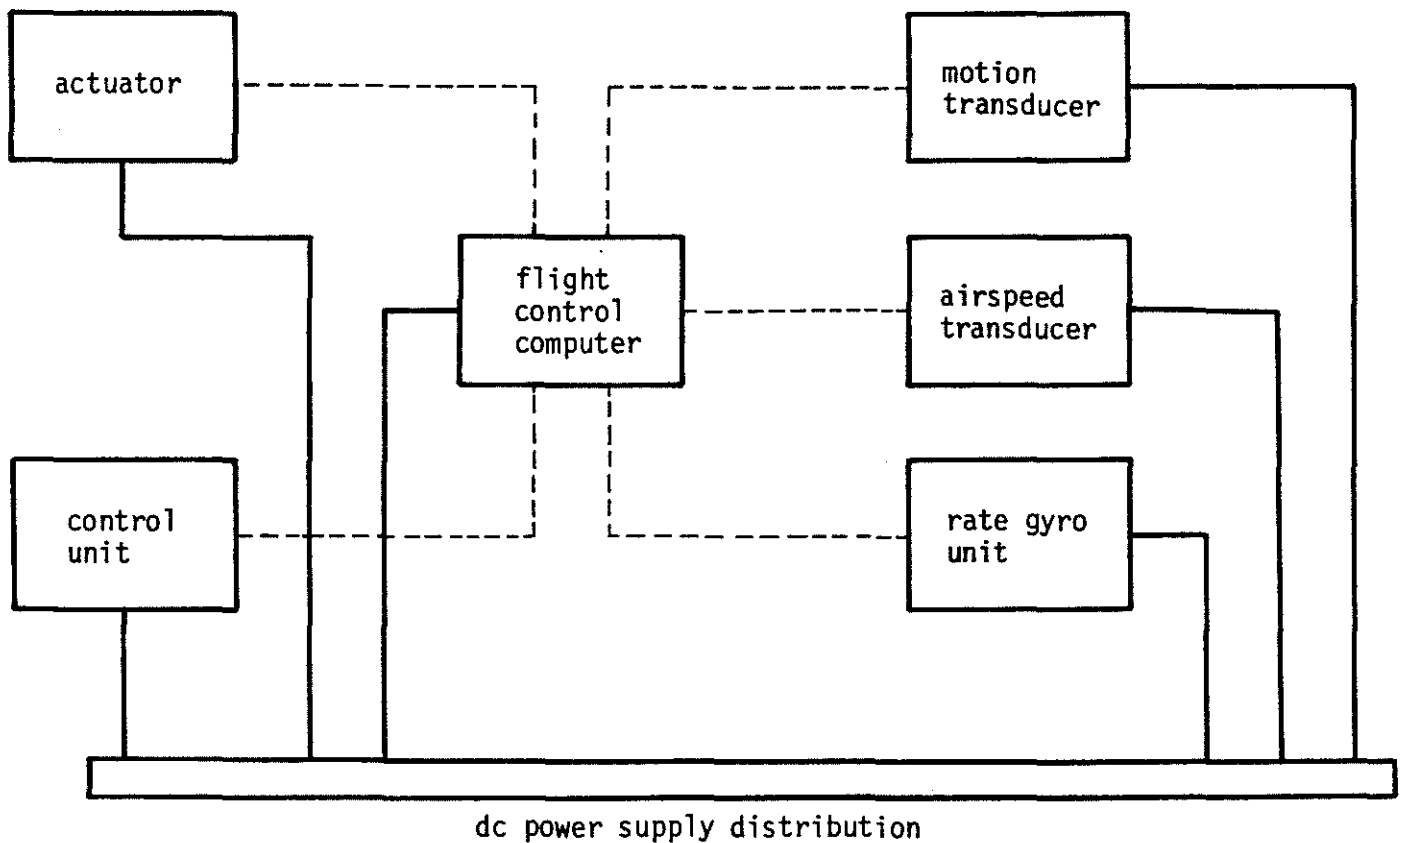 actuator
motion
transducer
flight
control
computer
airspeed
transducer
control
unit
rate gyro
unit
dc power supply distribution